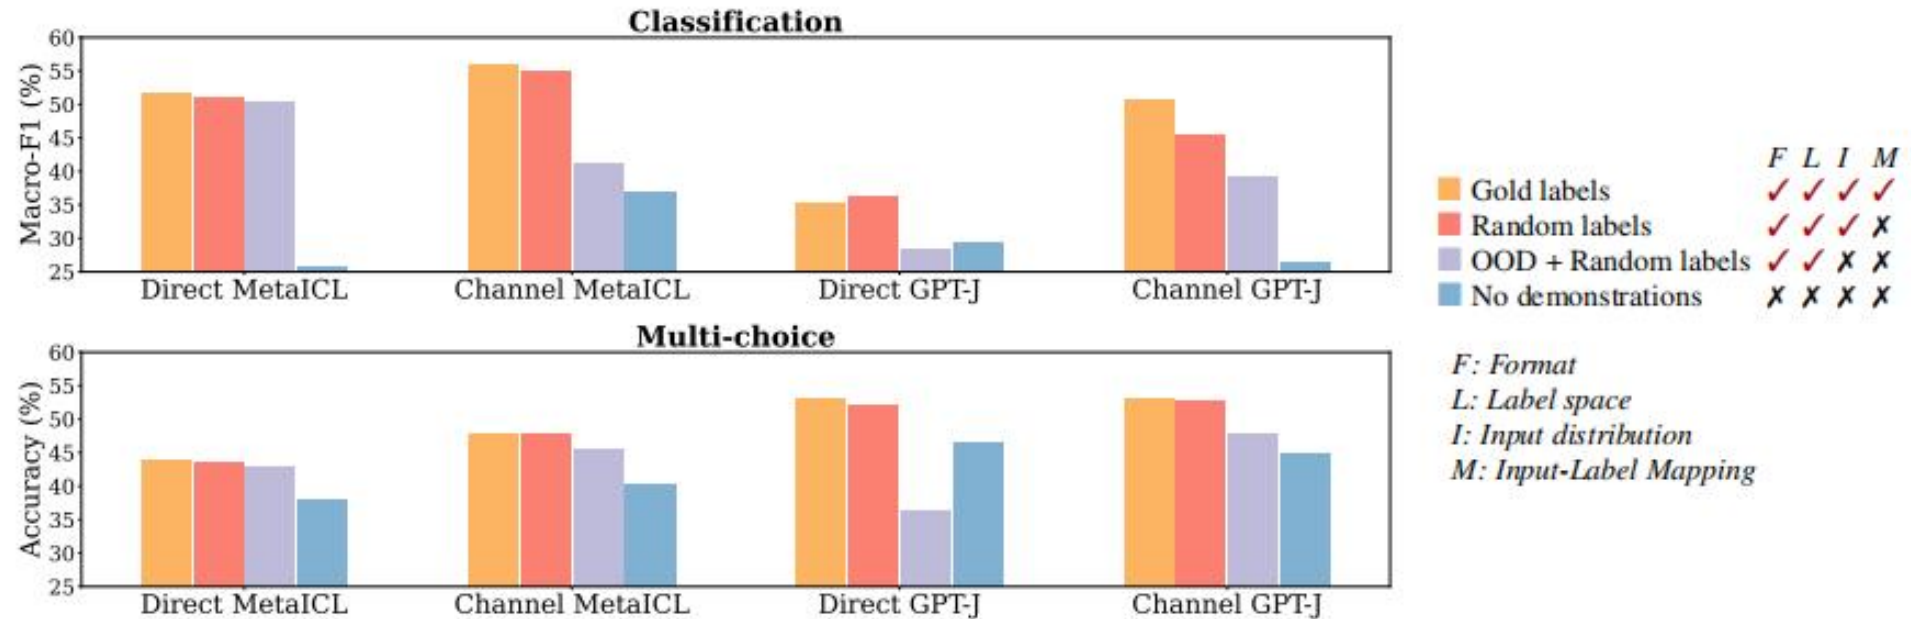 Classification
60
55
50
45
40
35
30
25
Macro-F1 (%)
Direct MetaICL Channel MetaICL Direct GPT-J Channel GPT-J
Multi-choice
60
55
50
45
40
35
30
25
Accuracy (%)
Direct MetaICL Channel MetaICL Direct GPT-J Channel GPT-J
F L I M
Gold labels ✓ ✓ ✓ ✓
Random labels ✓ ✓ ✓ ✗
OOD + Random labels ✓ ✓ ✗ ✗
No demonstrations ✗ ✗ ✗ ✗
F: Format
L: Label space
I: Input distribution
M: Input-Label Mapping